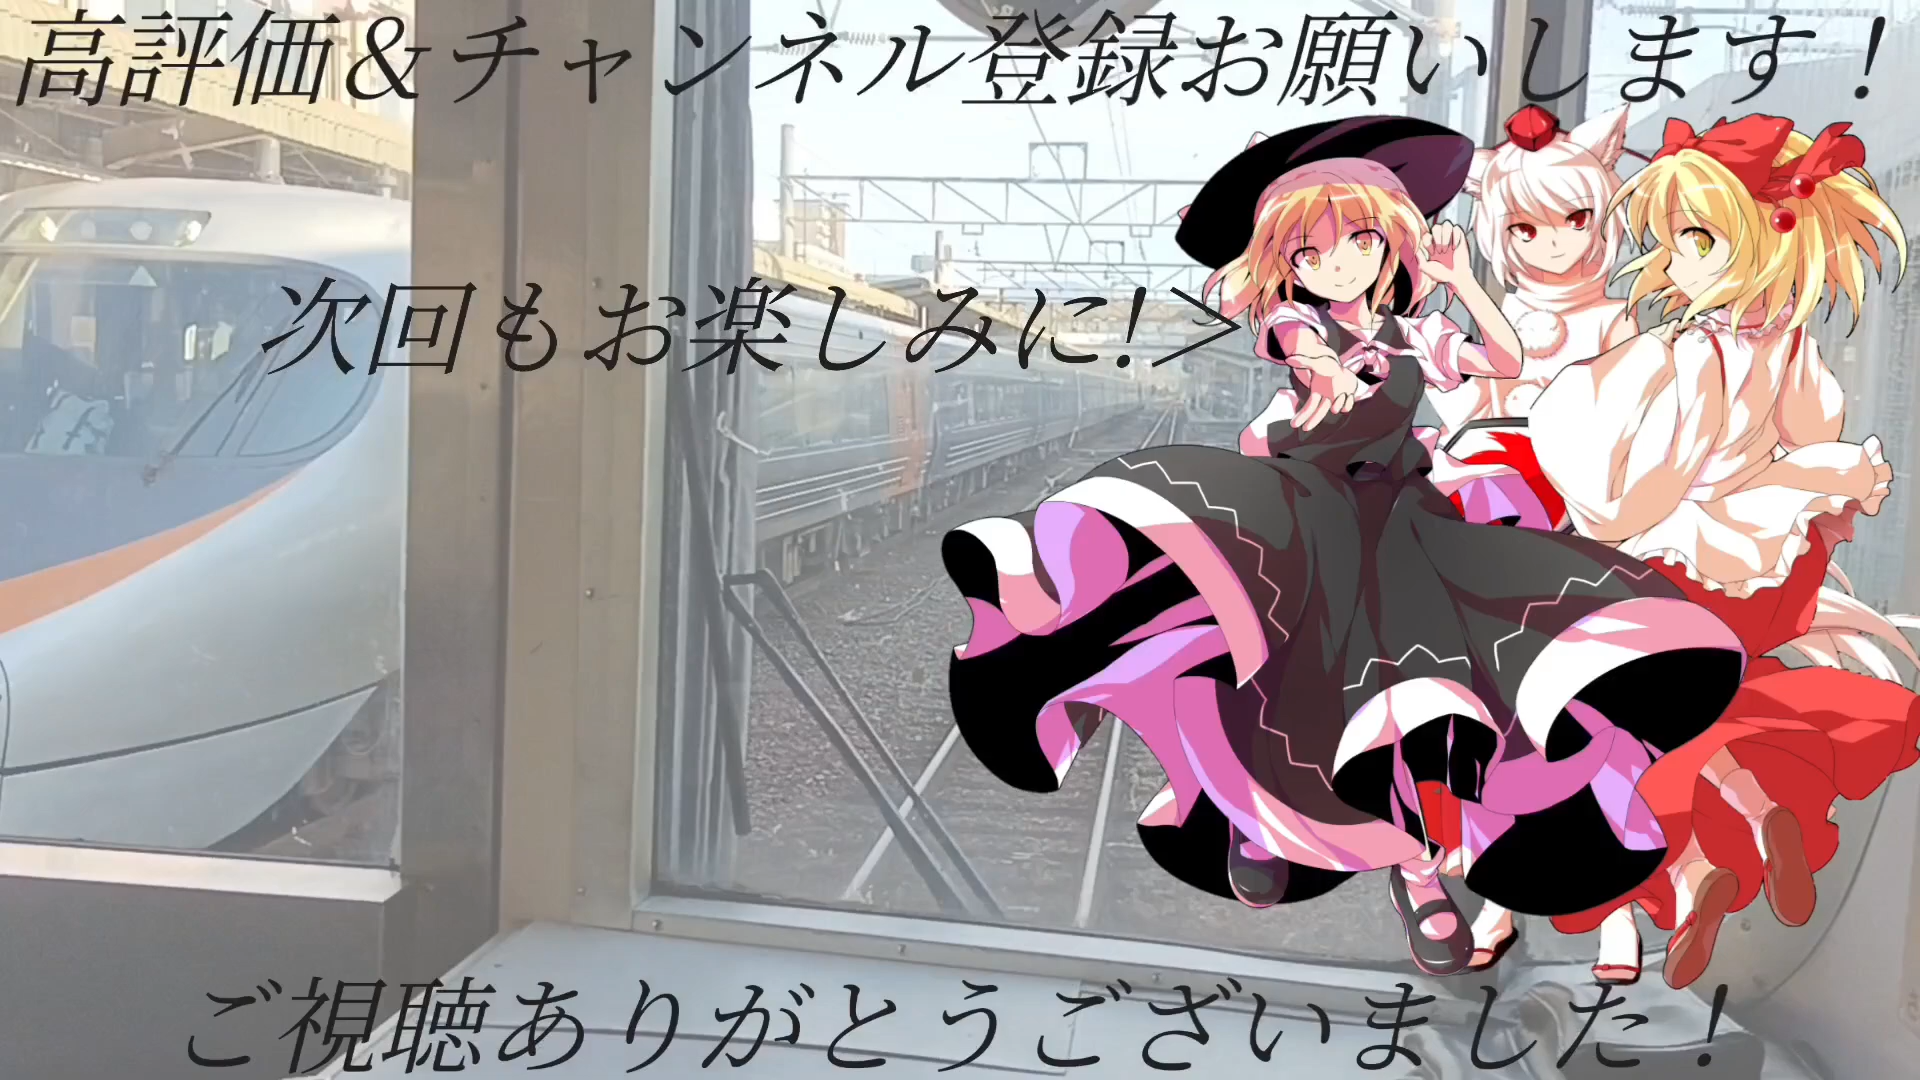 高評価&チャンネル登録お願いします！
次回もお楽しみに!>
ご視聴ありがとうございました！